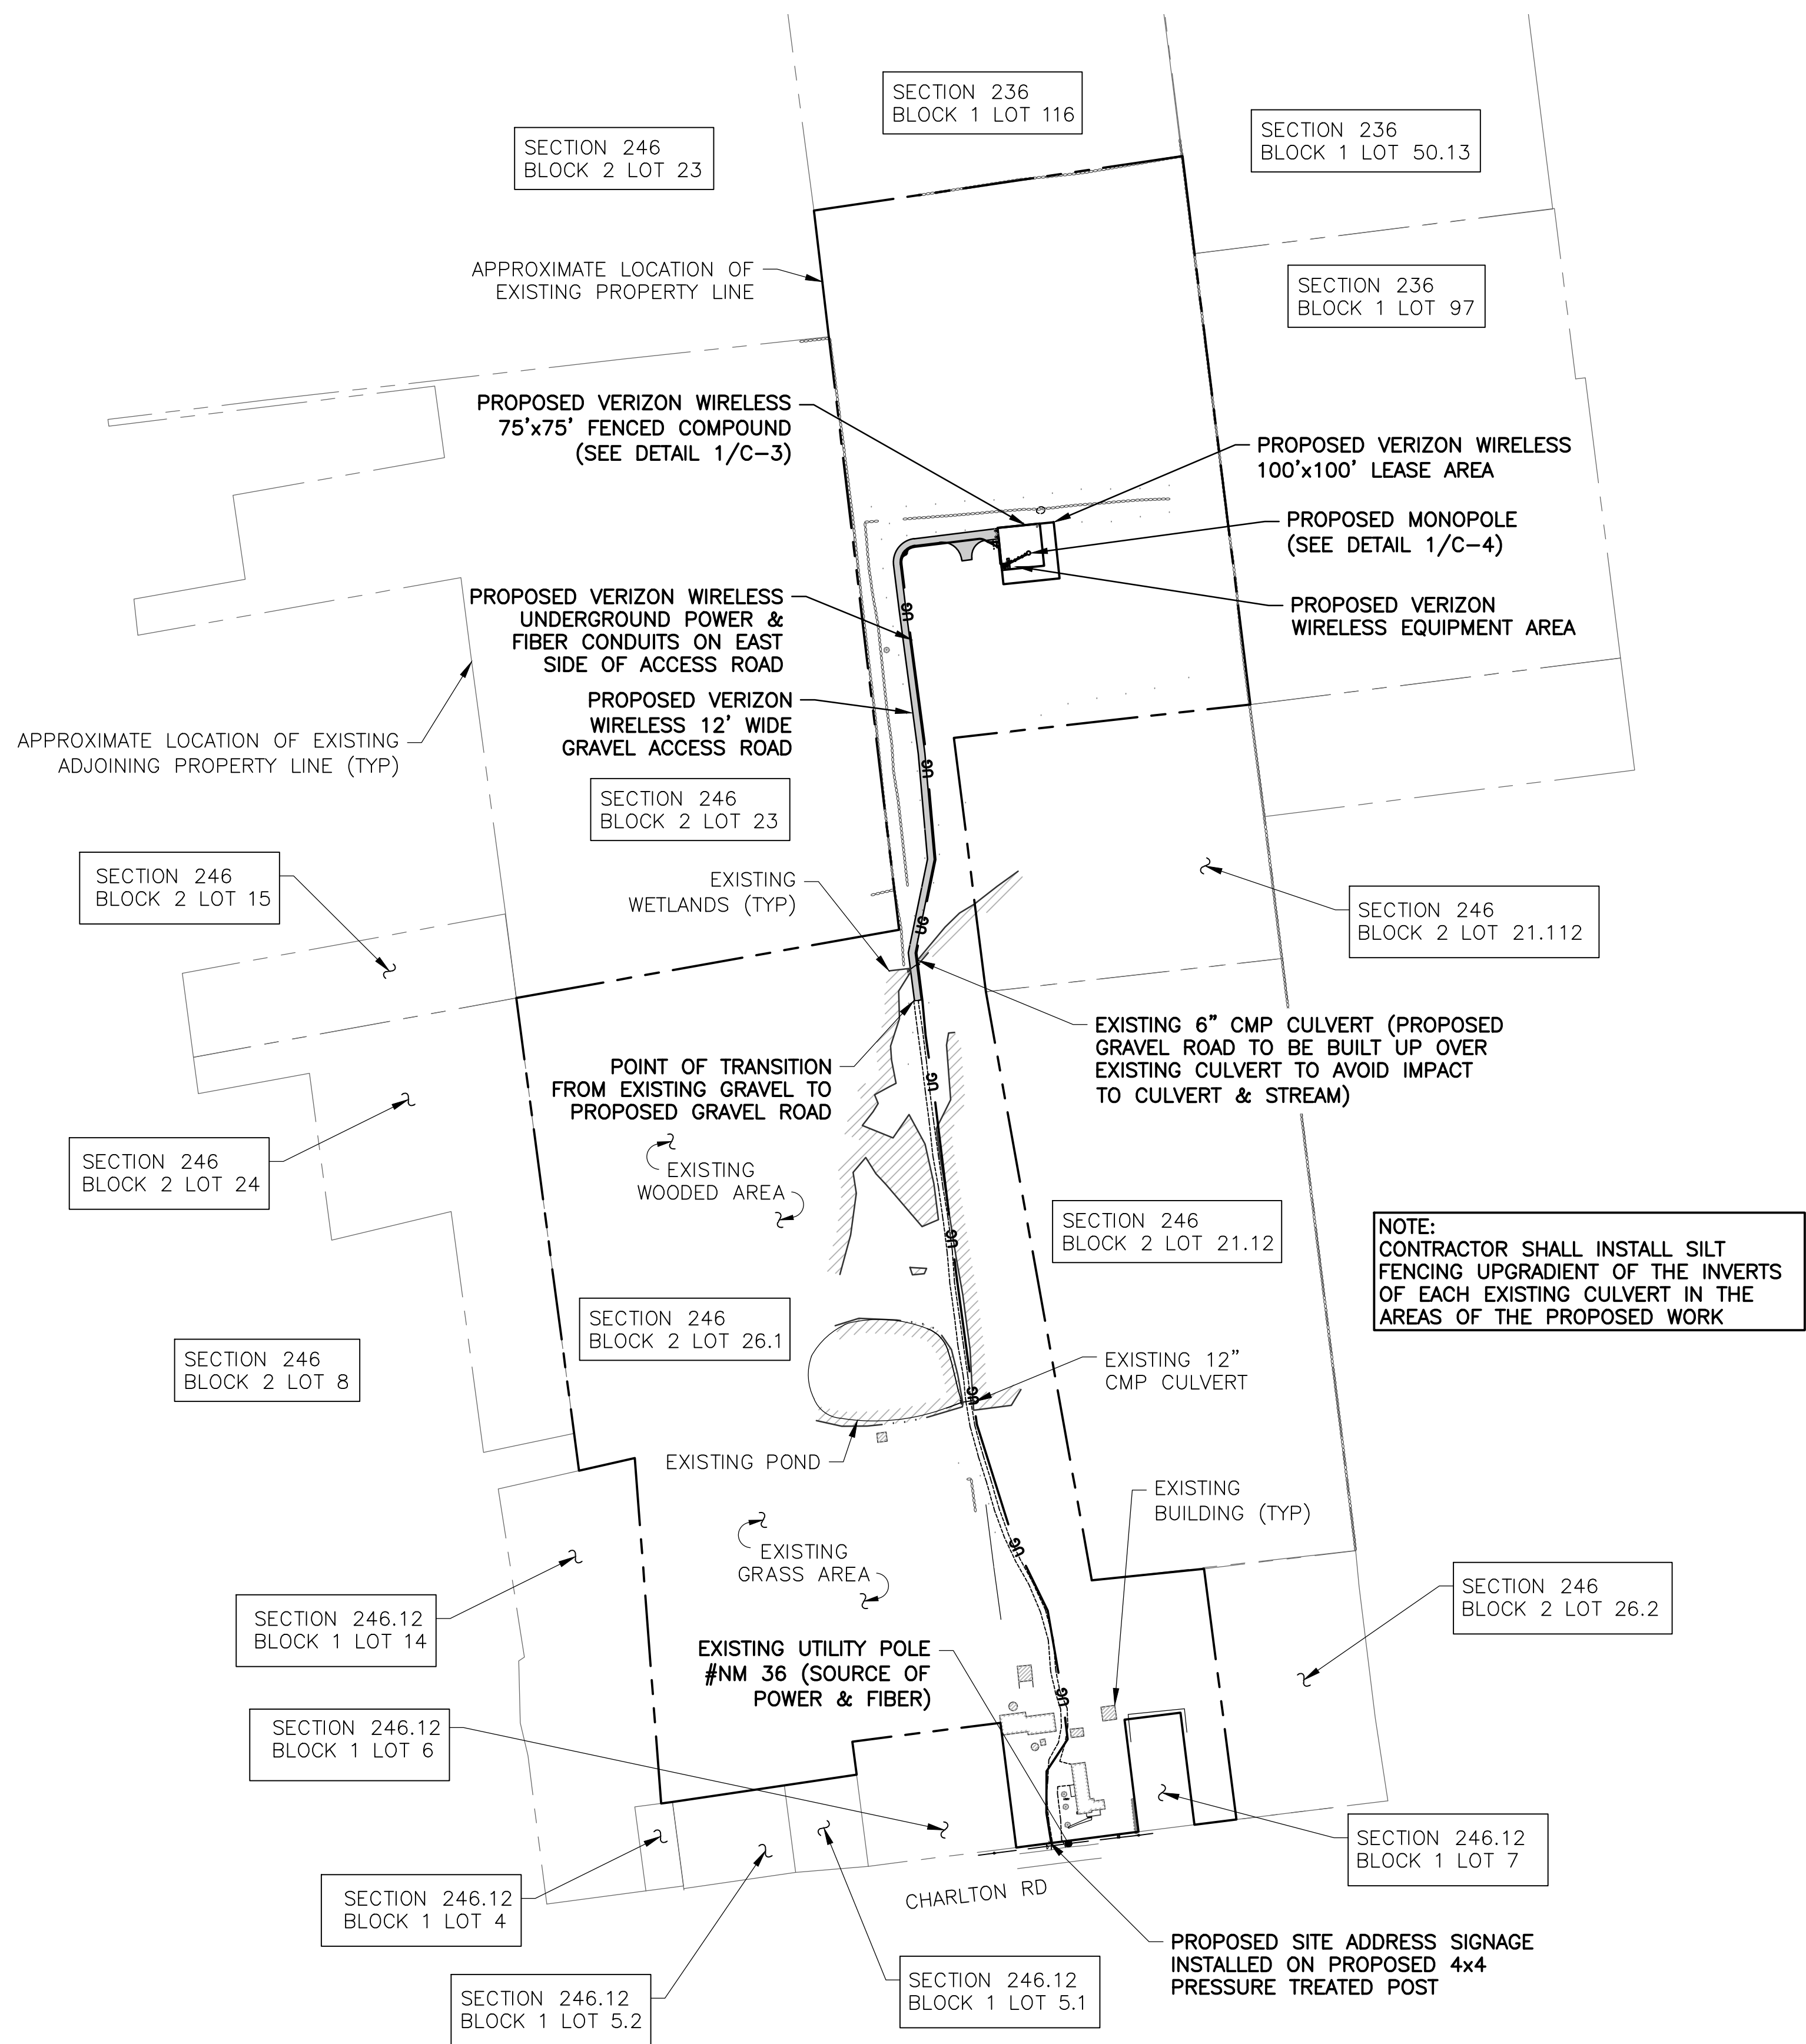 SECTION 236
BLOCK 1 LOT 116
SECTION 246
BLOCK 2 LOT 23
SECTION 236
BLOCK 1 LOT 50.13
APPROXIMATE LOCATION OF
EXISTING PROPERTY LINE
SECTION 236
BLOCK 1 LOT 97
PROPOSED VERIZON WIRELESS
75'x75' FENCED COMPOUND
(SEE DETAIL 1/C-3)
PROPOSED VERIZON WIRELESS
100'x100' LEASE AREA
PROPOSED MONOPOLE
(SEE DETAIL 1/C-4)
PROPOSED VERIZON
WIRELESS EQUIPMENT AREA
PROPOSED VERIZON WIRELESS
UNDERGROUND POWER &
FIBER CONDUITS ON EAST
SIDE OF ACCESS ROAD
UG
PROPOSED VERIZON
WIRELESS 12' WIDE
GRAVEL ACCESS ROAD
APPROXIMATE LOCATION OF EXISTING
ADJOINING PROPERTY LINE (TYP)
UG
SECTION 246
BLOCK 2 LOT 23
SECTION 246
BLOCK 2 LOT 15
EXISTING
WETLANDS (TYP)
UG
SECTION 246
BLOCK 2 LOT 21.112
EXISTING 6" CMP CULVERT (PROPOSED
GRAVEL ROAD TO BE BUILT UP OVER
EXISTING CULVERT TO AVOID IMPACT
TO CULVERT & STREAM)
POINT OF TRANSITION
FROM EXISTING GRAVEL TO
PROPOSED GRAVEL ROAD
UG
SECTION 246
BLOCK 2 LOT 24
EXISTING
WOODED AREA
SECTION 246
BLOCK 2 LOT 21.12
UG
NOTE:
CONTRACTOR SHALL INSTALL SILT
FENCING UPGRADIENT OF THE INVERTS
OF EACH EXISTING CULVERT IN THE
AREAS OF THE PROPOSED WORK
SECTION 246
BLOCK 2 LOT 26.1
SECTION 246
BLOCK 2 LOT 8
EXISTING 12"
CMP CULVERT
UG
EXISTING POND
EXISTING
BUILDING (TYP)
EXISTING
GRASS AREA
UG
SECTION 246
BLOCK 2 LOT 26.2
SECTION 246.12
BLOCK 1 LOT 14
EXISTING UTILITY POLE
#NM 36 (SOURCE OF
POWER & FIBER)
UG
SECTION 246.12
BLOCK 1 LOT 6
SECTION 246.12
BLOCK 1 LOT 7
SECTION 246.12
BLOCK 1 LOT 4
CHARLTON RD
PROPOSED SITE ADDRESS SIGNAGE
INSTALLED ON PROPOSED 4x4
PRESSURE TREATED POST
SECTION 246.12
BLOCK 1 LOT 5.1
SECTION 246.12
BLOCK 1 LOT 5.2